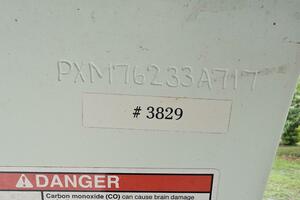 PXM76233A717
# 3829
⚠DANGER
Carbon monoxide (CO) can cause brain damage